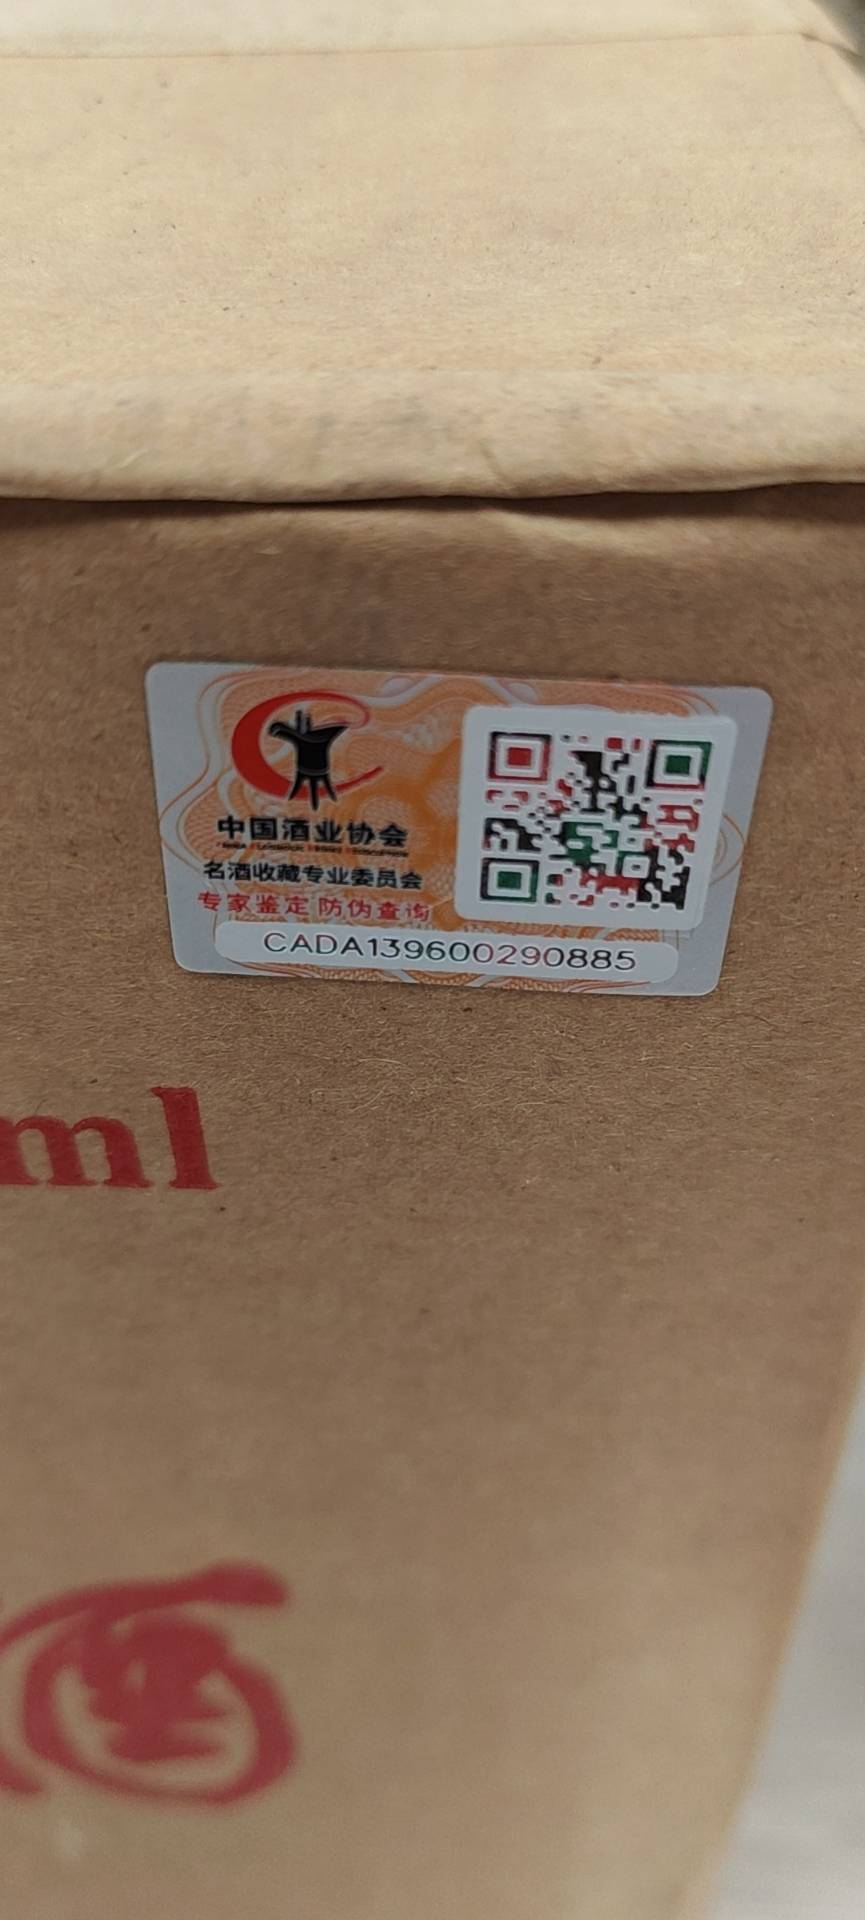 中国酒业协会
名酒收藏专业委员会
专家鉴定 防伪查询
CADA139600290885
ml
酒